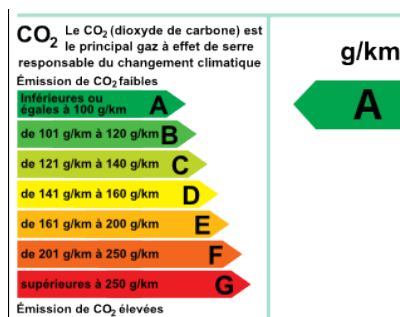 CO2 Le CO2 (dioxyde de carbone) est
le principal gaz à effet de serre
responsable du changement climatique
Émission de CO2 faibles
Inférieures ou
égales à 100 g/km A
de 101 g/km à 120 g/km B
de 121 g/km à 140 g/km C
de 141 g/km à 160 g/km D
de 161 g/km à 200 g/km E
de 201 g/km à 250 g/km F
supérieures à 250 g/km G
Émission de CO2 élevées
g/km
A